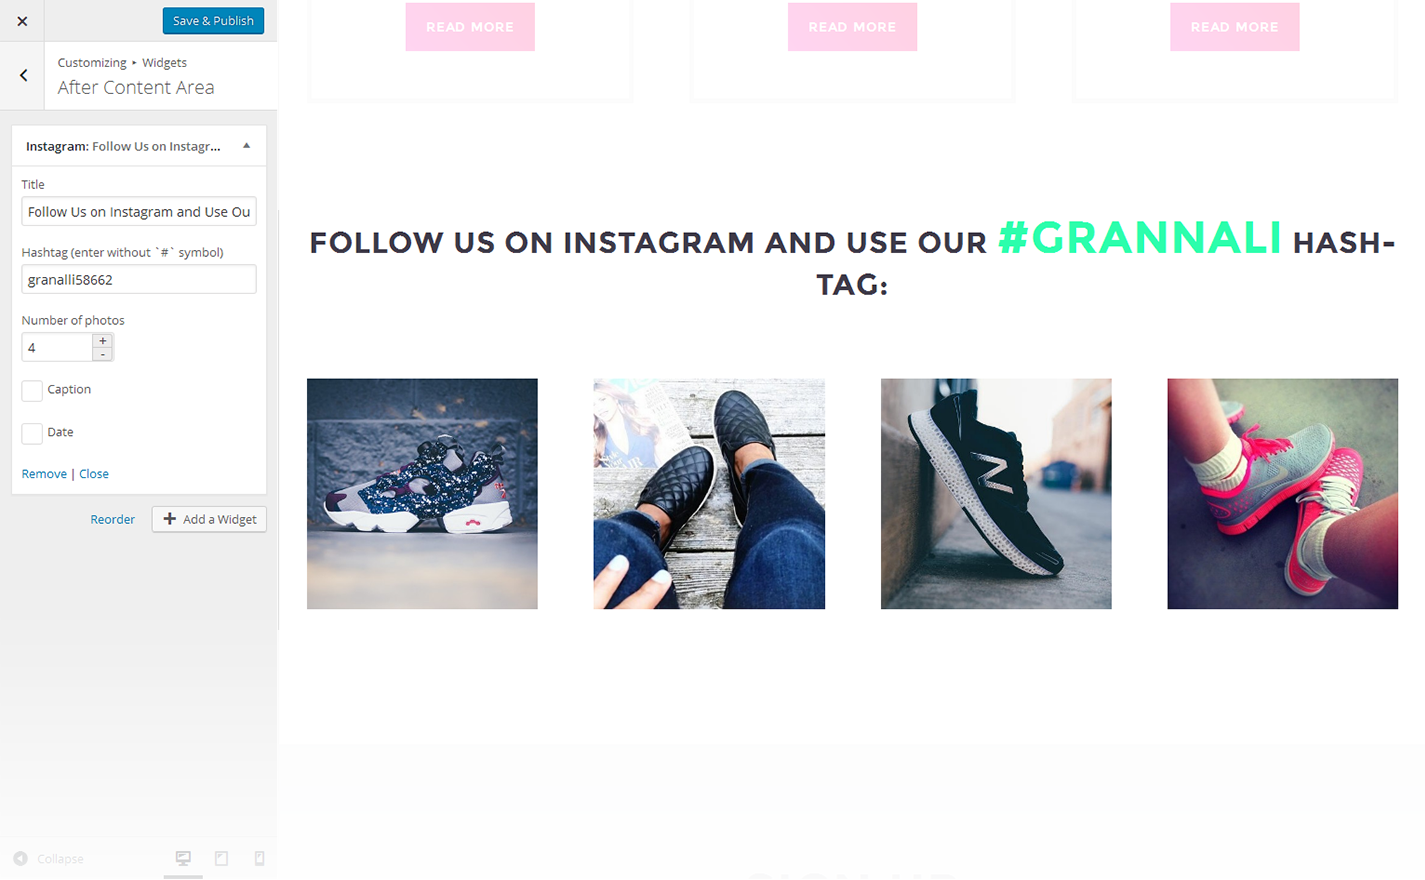 Save & Publish
Customizing ▸ Widgets
After Content Area
Instagram: Follow Us on Instagr...
Title
Follow Us on Instagram and Use Ou
Hashtag (enter without `#` symbol)
granalli58662
Number of photos
4
+
-
Caption
Date
Remove | Close
Reorder
Add a Widget
Collapse
READ MORE
READ MORE
READ MORE
FOLLOW US ON INSTAGRAM AND USE OUR #GRANNALI HASH-
TAG:
N